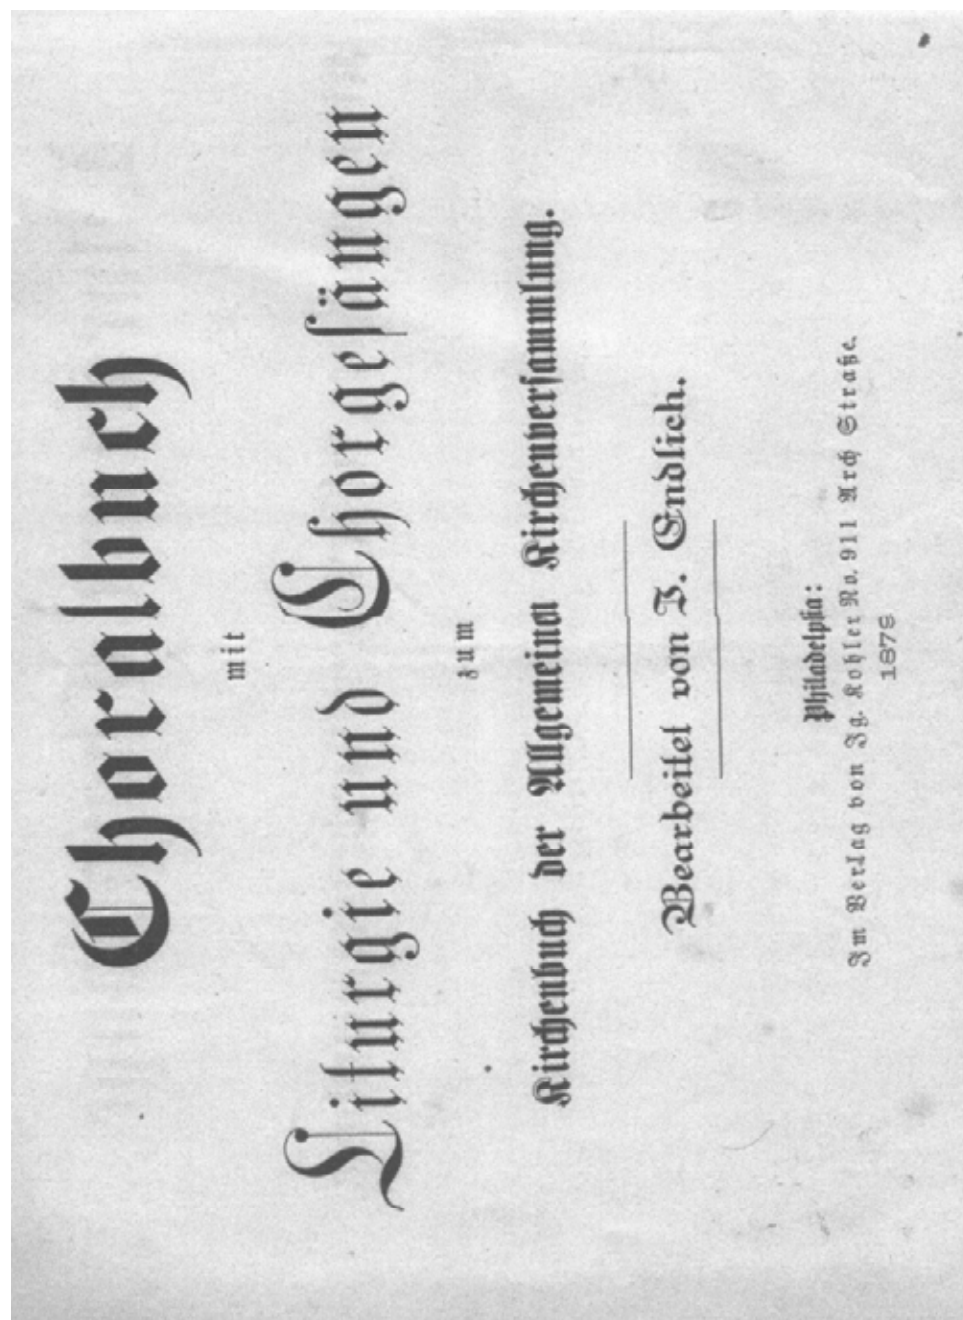 Choralbuch
mit
Liturgie und Chorgesängen
zum
Kirchenbuch der Allgemeinen Kirchenversammlung.
Bearbeitet von J. Endlich.
Philadelphia:
Im Verlag von Ig. Kohler No. 911 Arch Straße.
1879